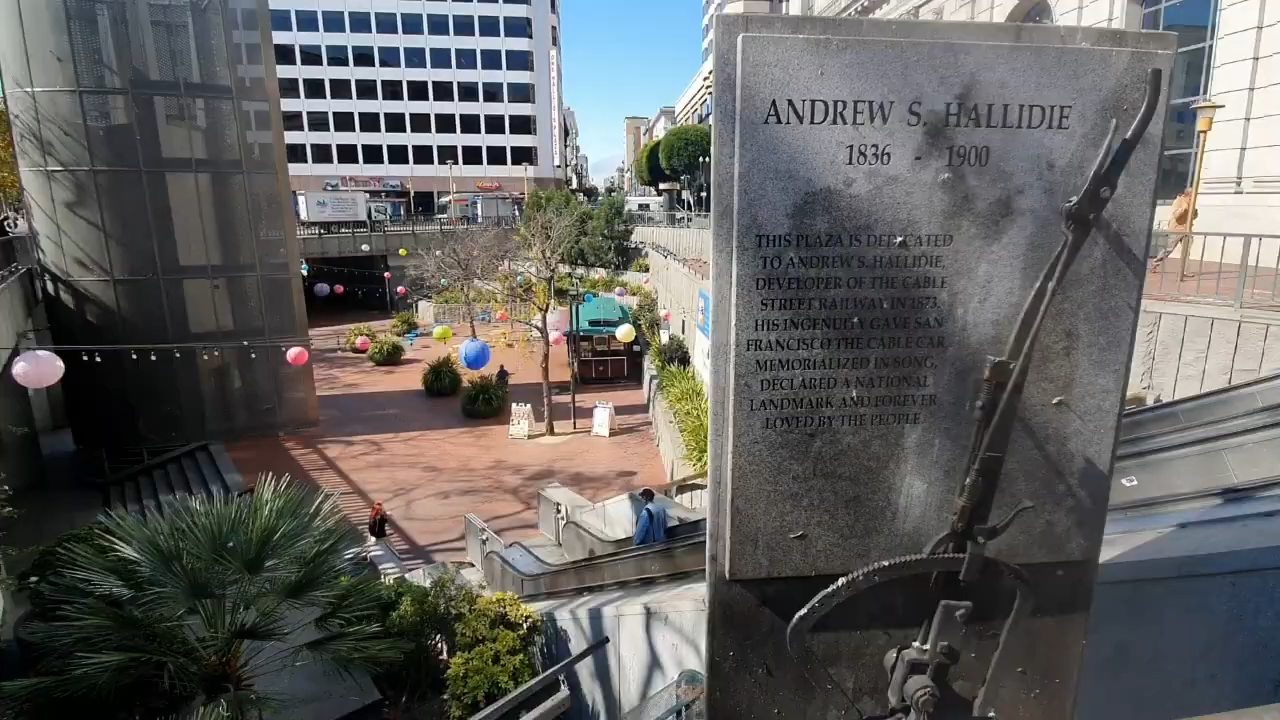 ANDREW S. HALLIDIE
1836 - 1900
THIS PLAZA IS DEDICATED
TO ANDREW S. HALLIDIE,
DEVELOPER OF THE CABLE
STREET RAILWAY IN 1873.
HIS INGENUITY GAVE SAN
FRANCISCO THE CABLE CAR
MEMORIALIZED IN SONG,
DECLARED A NATIONAL
LANDMARK AND FOREVER
LOVED BY THE PEOPLE